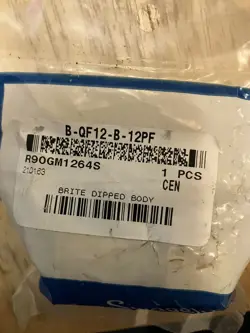 B-QF12-B-12PF
R90GM1264S
1 PCS
210163
CEN
BRITE DIPPED BODY